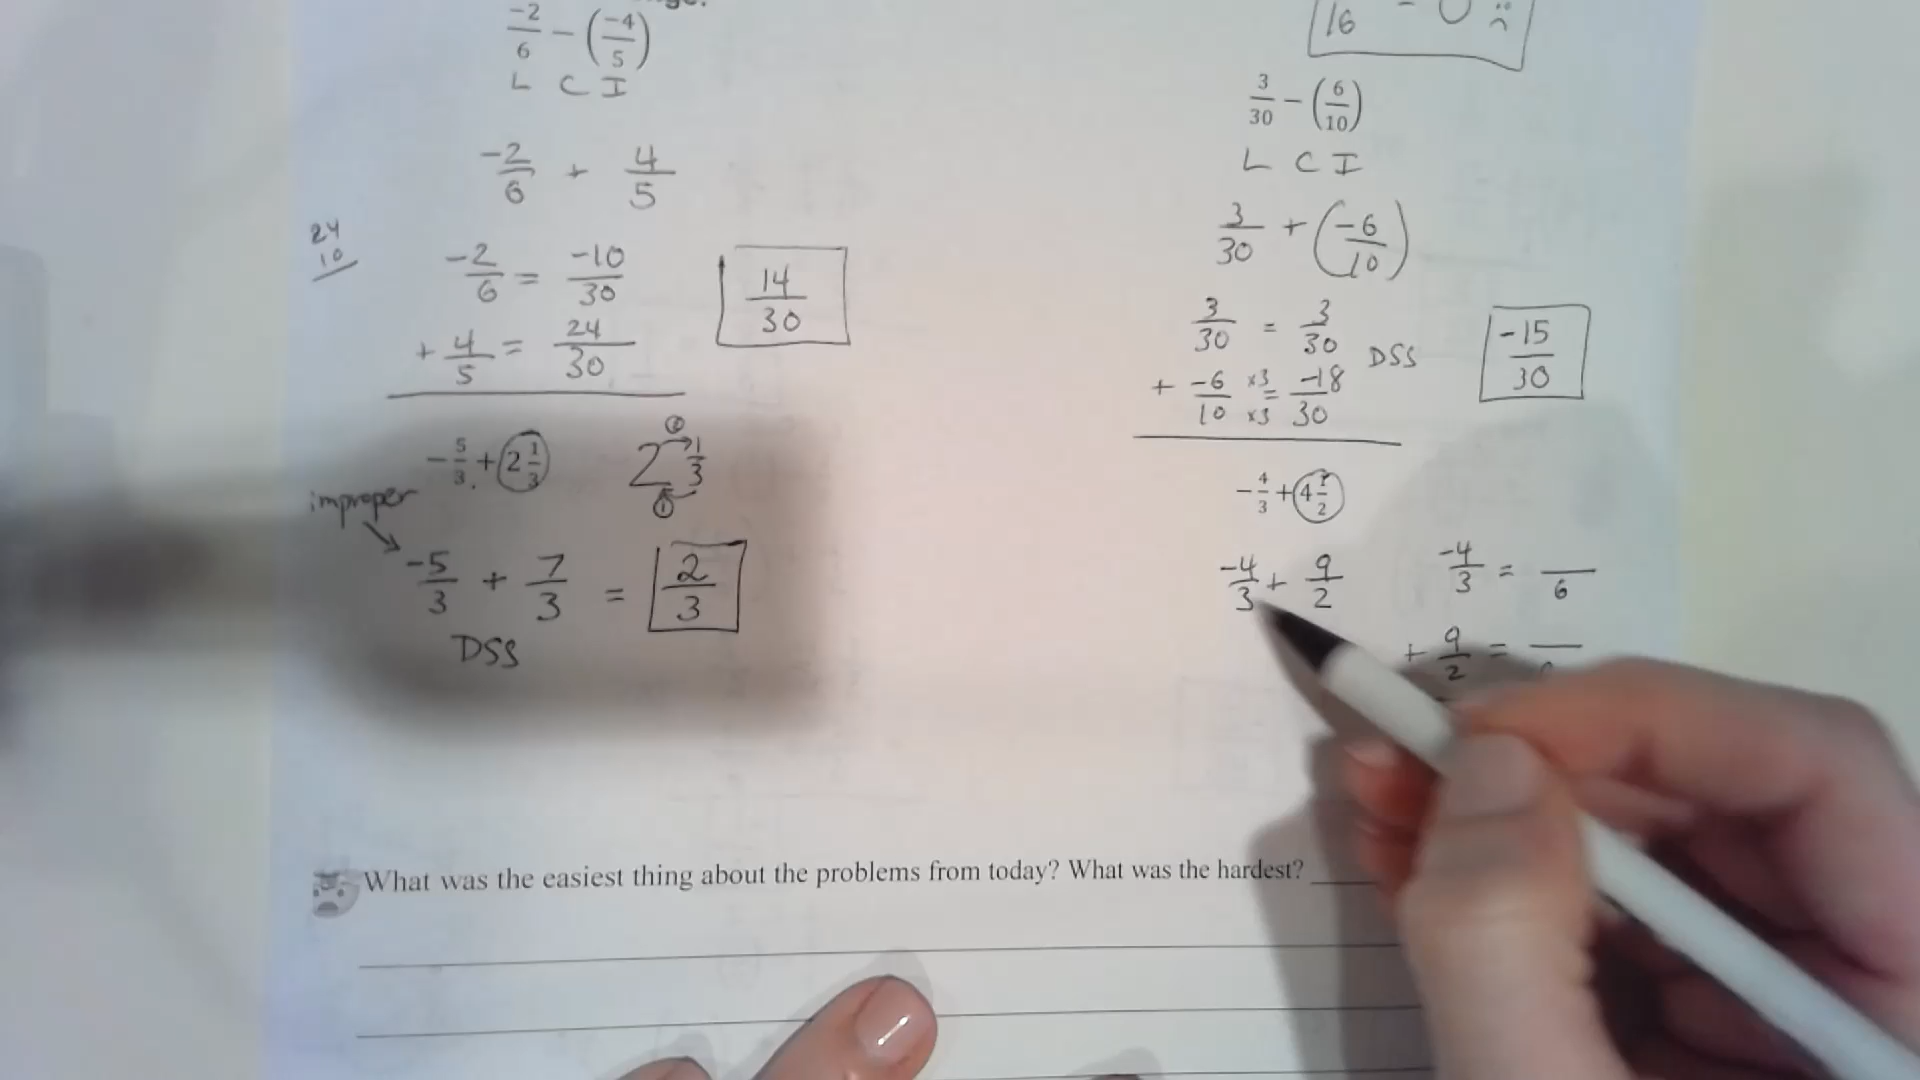 -2/6 - (-4/5)
L C I
-2/6 + 4/5
24
10
-2/6 = -10/30
+ 4/5 = 24/30
14/30
-5/3 + 2 1/3
2 1/3
②
①
improper
-5/3 + 7/3 = 2/3
DSS
16
3/30 - (6/10)
L C I
3/30 + (-6/10)
3/30 = 3/30
DSS
+ -6/10 x3 x3 = -18/30
-15/30
-4/3 + 4 1/2
-4/3 + 9/2
-4/3 = /6
+ 9/2 =
What was the easiest thing about the problems from today? What was the hardest?